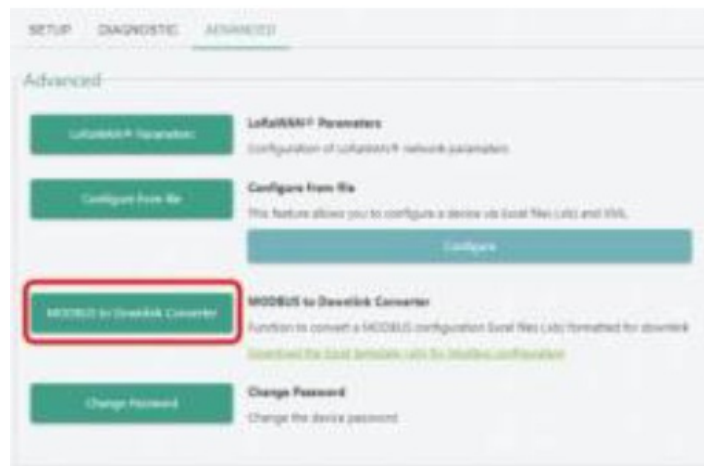 SETUP DIAGNOSTIC ADVANCED
Advanced
LoRaWAN® Parameters
LoRaWAN® Parameters
Configuration of LoRaWAN® network parameters
Configure from file
Configure from file
This feature allows you to configure a device via Excel files (.xls) and XML.
Configure
MODBUS to Downlink Converter
MODBUS to Downlink Converter
Function to convert a MODBUS configuration Excel files (.xls) formatted for downlink
Download the Excel template (.xls) for Modbus configuration
Change Password
Change Password
Change the device password